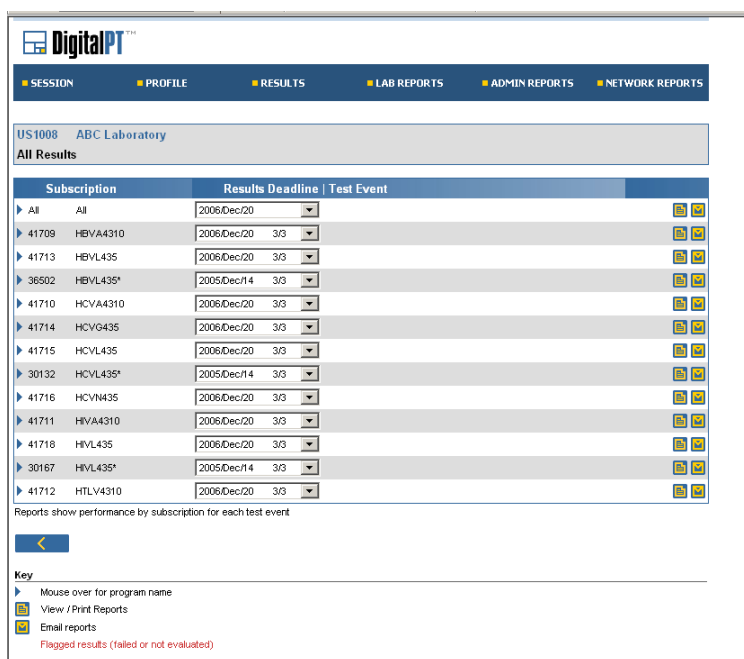 DigitalPT™
SESSION PROFILE RESULTS LAB REPORTS ADMIN REPORTS NETWORK REPORTS
US1008 ABC Laboratory
All Results
Subscription Results Deadline | Test Event
All All 2006/Dec/20
41709 HBVA4310 2006/Dec/20 3/3
41713 HBVL435 2006/Dec/20 3/3
36502 HBVL435* 2005/Dec/14 3/3
41710 HCVA4310 2006/Dec/20 3/3
41714 HCVG435 2006/Dec/20 3/3
41715 HCVL435 2006/Dec/20 3/3
30132 HCVL435* 2005/Dec/14 3/3
41716 HCVN435 2006/Dec/20 3/3
41711 HIVA4310 2006/Dec/20 3/3
41718 HIVL435 2006/Dec/20 3/3
30167 HIVL435* 2005/Dec/14 3/3
41712 HTLV4310 2006/Dec/20 3/3
Reports show performance by subscription for each test event
Key
Mouse over for program name
View / Print Reports
Email reports
Flagged results (failed or not evaluated)